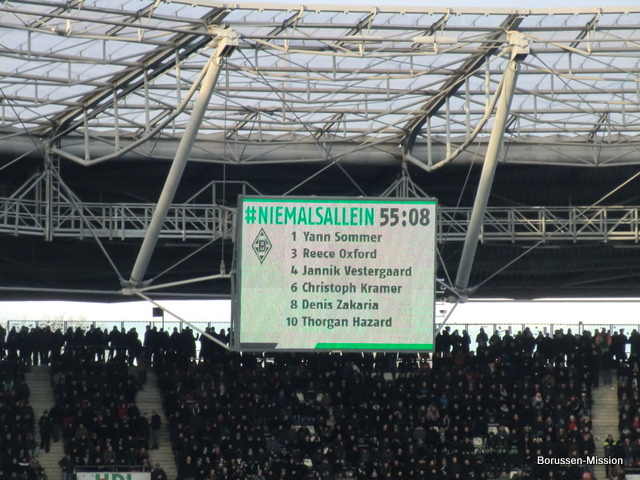 #NIEMALSALLEIN 55:08
1 Yann Sommer
3 Reece Oxford
4 Jannik Vestergaard
6 Christoph Kramer
8 Denis Zakaria
10 Thorgan Hazard
HDI
Borussen-Mission